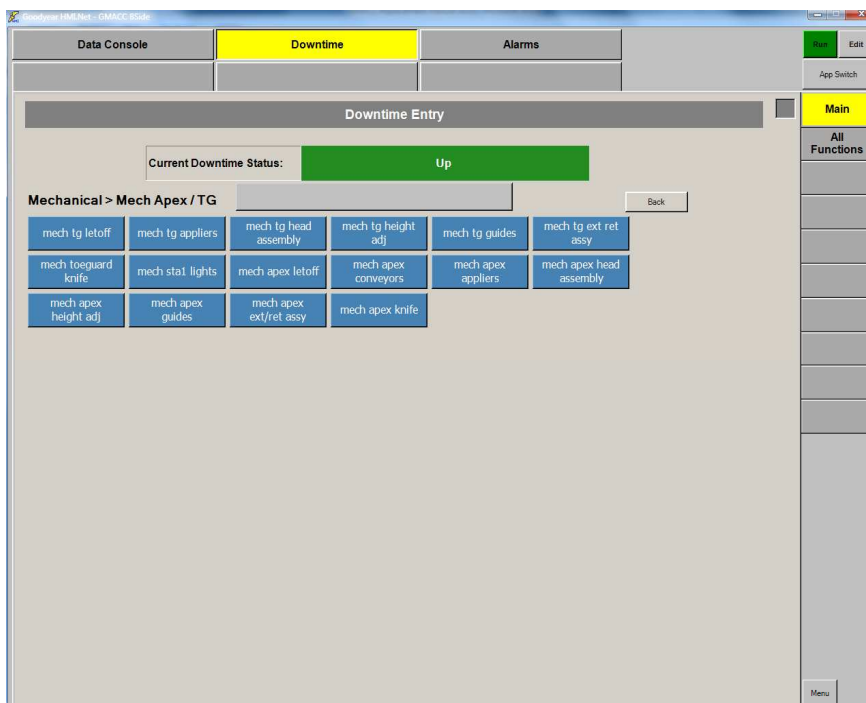 Goodyear HMI.Net - GMACC BSide
Data Console
Downtime
Alarms
Run
Edit
App Switch
Downtime Entry
Main
All
Functions
Current Downtime Status:
Up
Mechanical > Mech Apex / TG
Back
mech tg letoff
mech tg appliers
mech tg head
assembly
mech tg height
adj
mech tg guides
mech tg ext ret
assy
mech toeguard
knife
mech sta1 lights
mech apex letoff
mech apex
conveyors
mech apex
appliers
mech apex head
assembly
mech apex
height adj
mech apex
guides
mech apex
ext/ret assy
mech apex knife
Menu